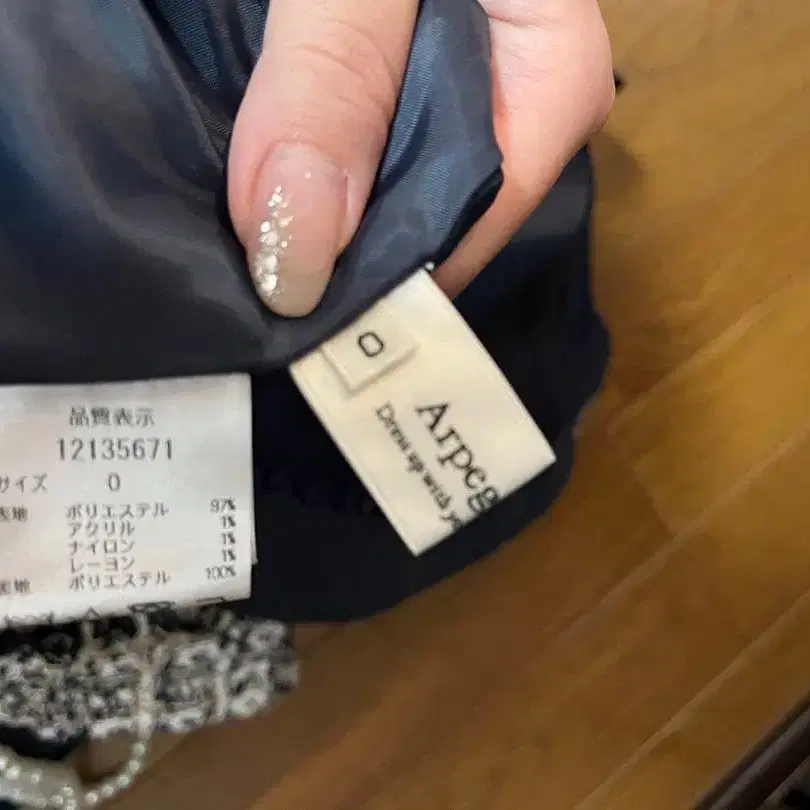 品質表示
12135671
サイズ 0
表地 ポリエステル 97%
アクリル 1%
ナイロン 1%
レーヨン 1%
ポリエステル 100%
0
Arpeg
Dress up with y